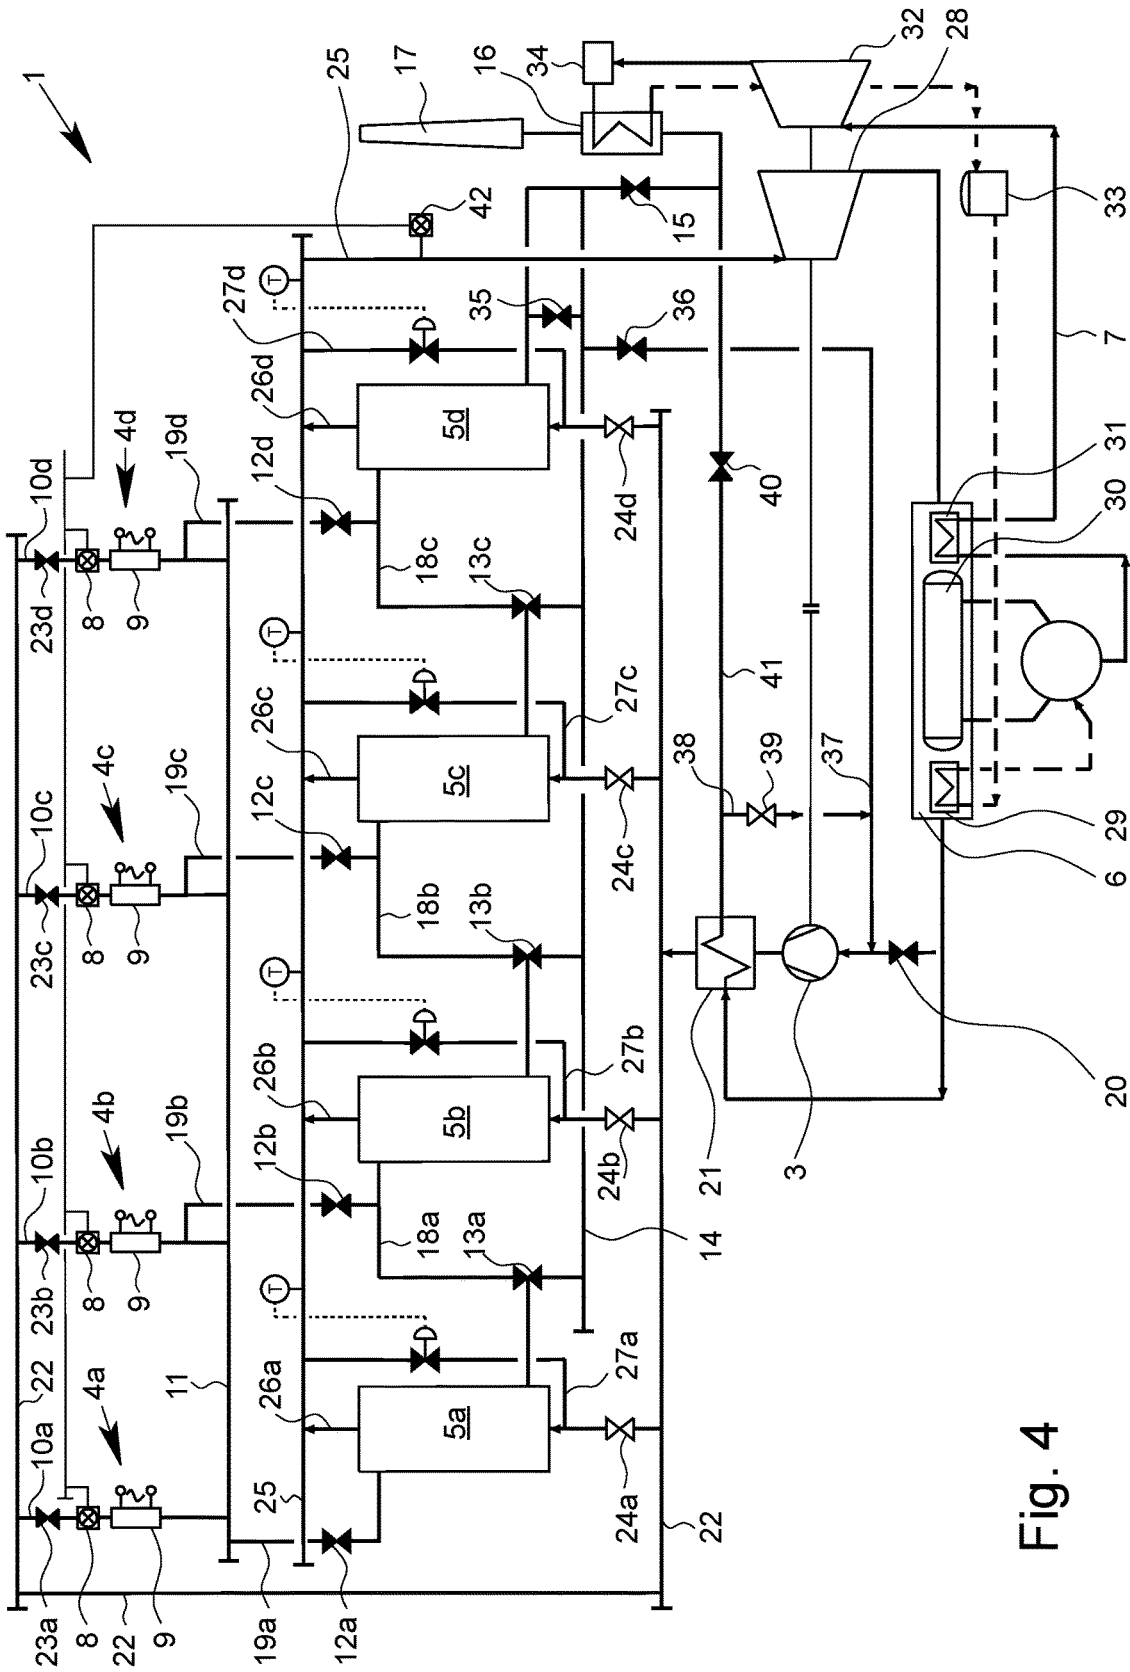 1
25
17
34
16
32
28
42
15
27d
26d
35
36
5d
12d
24d
40
10d
4d
19d
23d
8
9
18c
13c
7
31
30
33
T
26c
27c
5c
12c
24c
41
38
39
37
29
6
10c
4c
19c
23c
8
9
18b
13b
T
26b
27b
5b
12b
24b
21
3
20
10b
4b
19b
23b
8
9
18a
13a
14
T
26a
27a
5a
12a
24a
22
25
11
22
10a
4a
23a
8
22
9
19a
T
Fig. 4